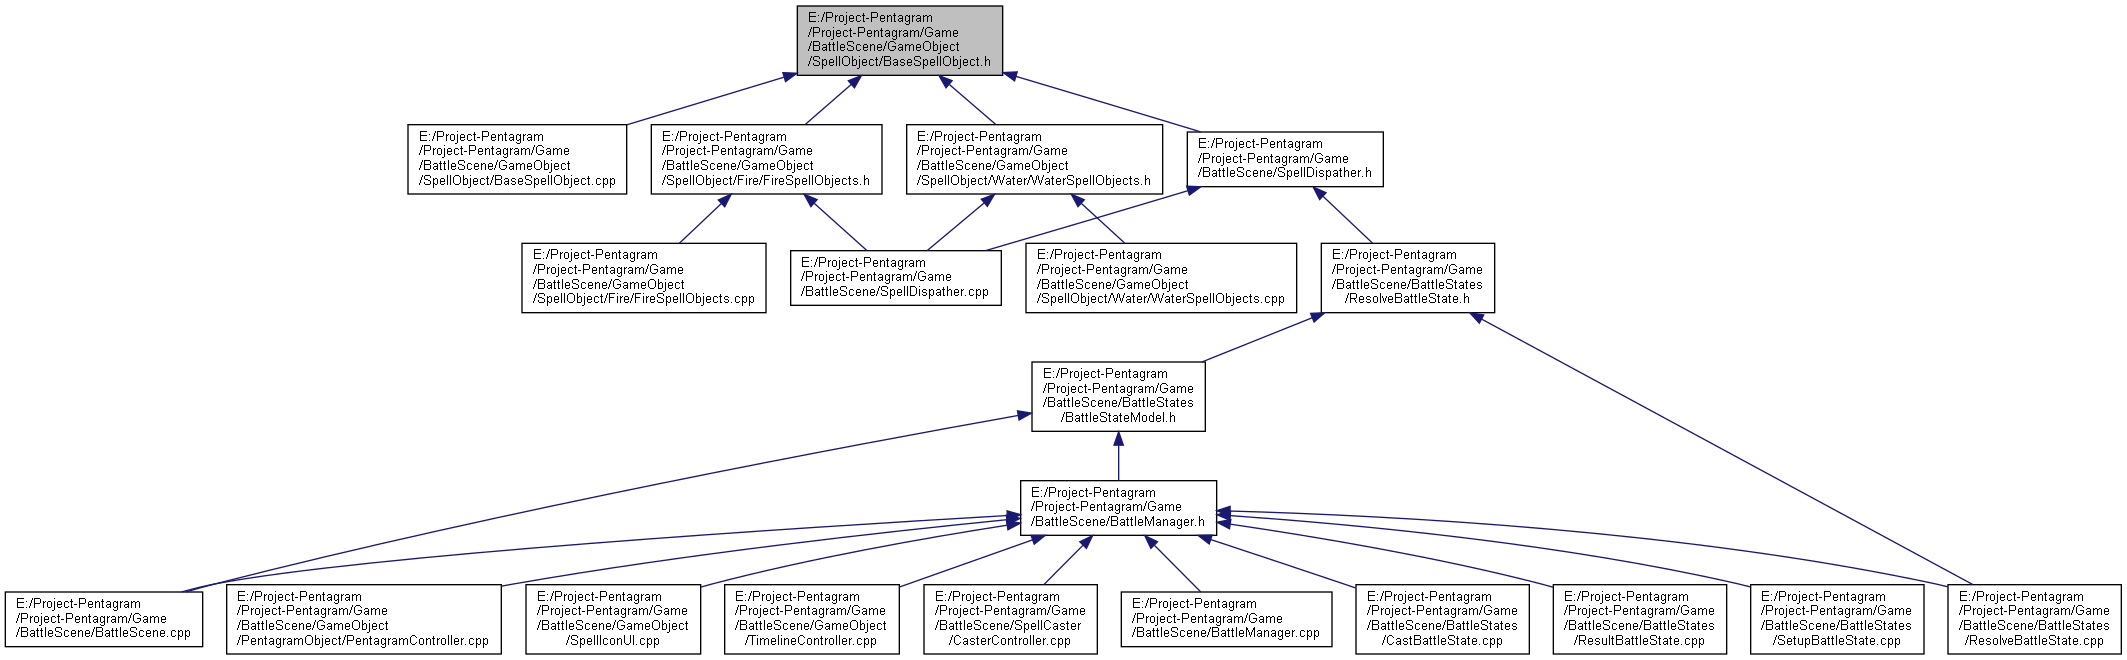 E:/Project-Pentagram
/Project-Pentagram/Game
/BattleScene/GameObject
/SpellObject/BaseSpellObject.h
E:/Project-Pentagram
/Project-Pentagram/Game
/BattleScene/GameObject
/SpellObject/BaseSpellObject.cpp
E:/Project-Pentagram
/Project-Pentagram/Game
/BattleScene/GameObject
/SpellObject/Fire/FireSpellObjects.h
E:/Project-Pentagram
/Project-Pentagram/Game
/BattleScene/GameObject
/SpellObject/Water/WaterSpellObjects.h
E:/Project-Pentagram
/Project-Pentagram/Game
/BattleScene/SpellDispather.h
E:/Project-Pentagram
/Project-Pentagram/Game
/BattleScene/GameObject
/SpellObject/Fire/FireSpellObjects.cpp
E:/Project-Pentagram
/Project-Pentagram/Game
/BattleScene/SpellDispather.cpp
E:/Project-Pentagram
/Project-Pentagram/Game
/BattleScene/GameObject
/SpellObject/Water/WaterSpellObjects.cpp
E:/Project-Pentagram
/Project-Pentagram/Game
/BattleScene/BattleStates
/ResolveBattleState.h
E:/Project-Pentagram
/Project-Pentagram/Game
/BattleScene/BattleStates
/BattleStateModel.h
E:/Project-Pentagram
/Project-Pentagram/Game
/BattleScene/BattleManager.h
E:/Project-Pentagram
/Project-Pentagram/Game
/BattleScene/BattleScene.cpp
E:/Project-Pentagram
/Project-Pentagram/Game
/BattleScene/GameObject
/PentagramObject/PentagramController.cpp
E:/Project-Pentagram
/Project-Pentagram/Game
/BattleScene/GameObject
/SpellIconUI.cpp
E:/Project-Pentagram
/Project-Pentagram/Game
/BattleScene/GameObject
/TimelineController.cpp
E:/Project-Pentagram
/Project-Pentagram/Game
/BattleScene/SpellCaster
/CasterController.cpp
E:/Project-Pentagram
/Project-Pentagram/Game
/BattleScene/BattleManager.cpp
E:/Project-Pentagram
/Project-Pentagram/Game
/BattleScene/BattleStates
/CastBattleState.cpp
E:/Project-Pentagram
/Project-Pentagram/Game
/BattleScene/BattleStates
/ResultBattleState.cpp
E:/Project-Pentagram
/Project-Pentagram/Game
/BattleScene/BattleStates
/SetupBattleState.cpp
E:/Project-Pentagram
/Project-Pentagram/Game
/BattleScene/BattleStates
/ResolveBattleState.cpp